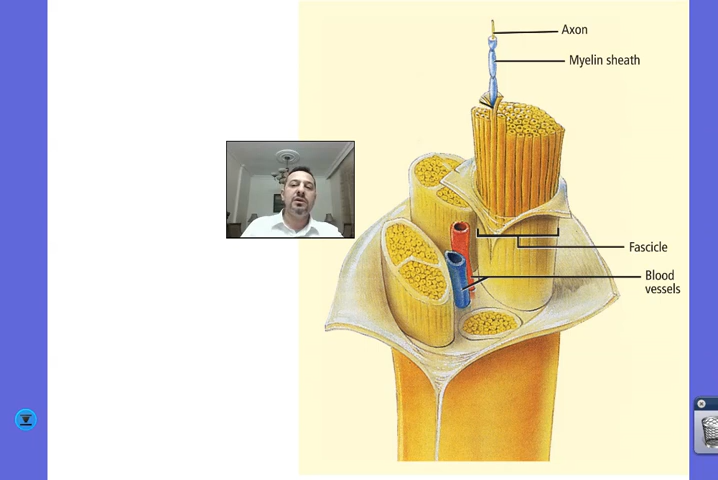 Axon
Myelin sheath
Fascicle
Blood
vessels